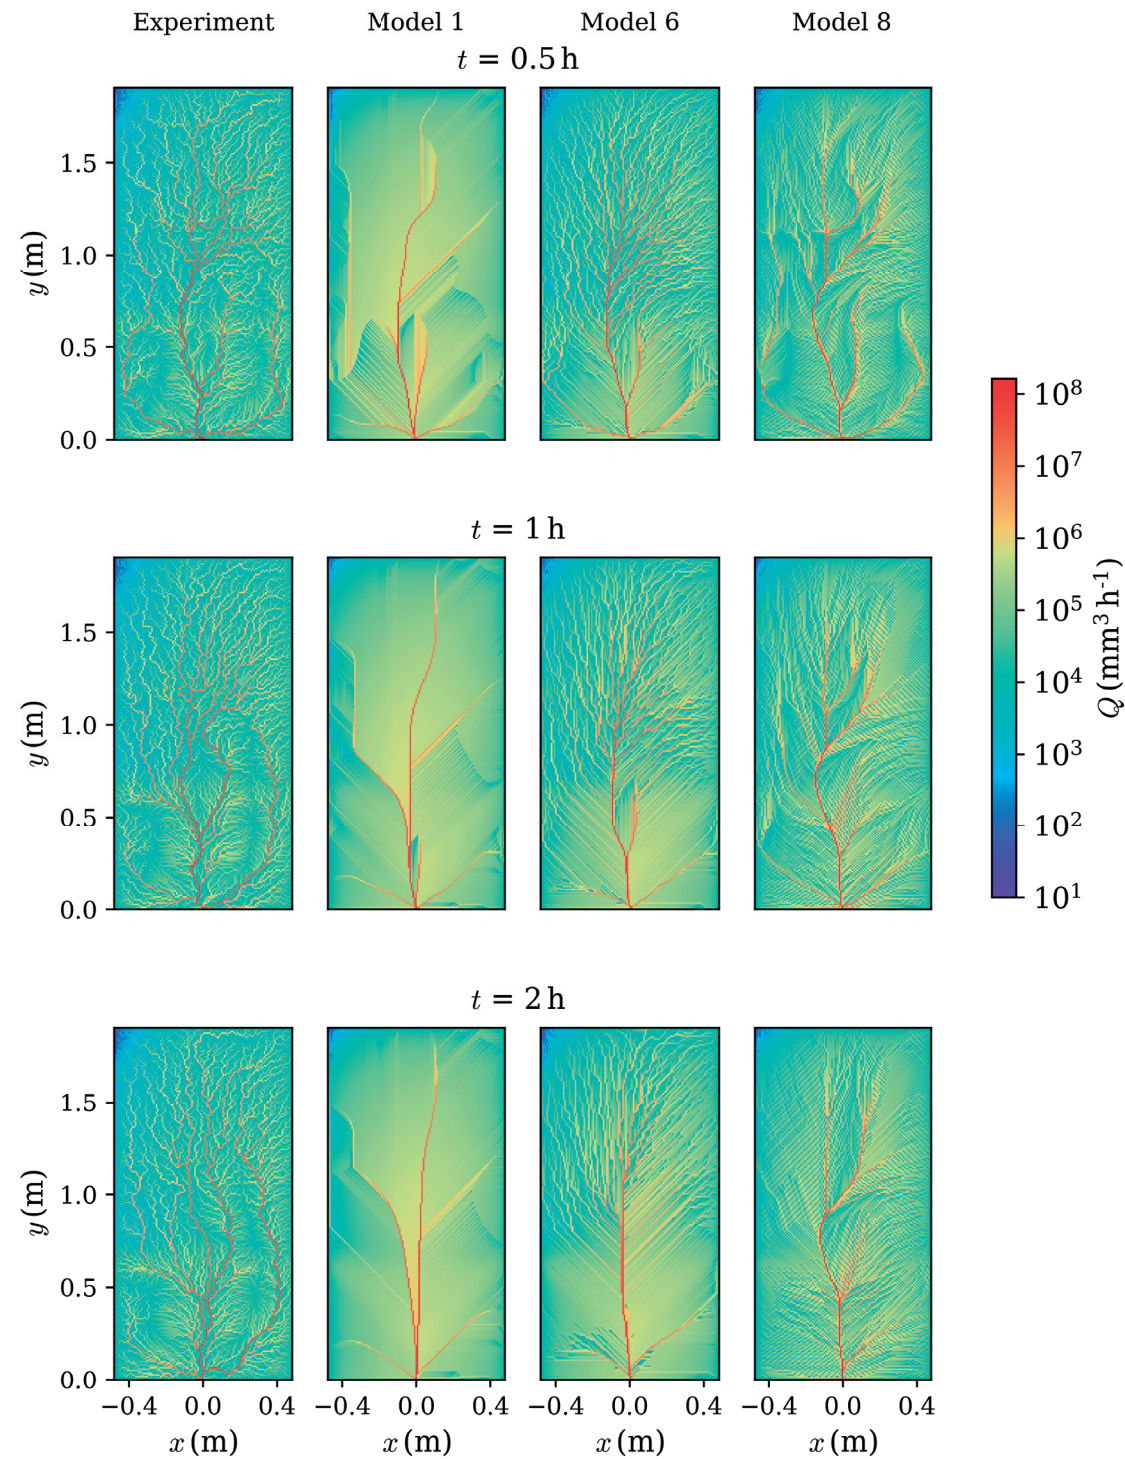 Experiment Model 1 Model 6 Model 8
t = 0.5 h
1.5
1.0
0.5
0.0
y (m)
t = 1 h
1.5
1.0
0.5
0.0
y (m)
t = 2 h
1.5
1.0
0.5
0.0
y (m)
−0.4 0.0 0.4 −0.4 0.0 0.4 −0.4 0.0 0.4 −0.4 0.0 0.4
x (m) x (m) x (m) x (m)
10⁸
10⁷
10⁶
10⁵
10⁴
10³
10²
10¹
Q (mm³ h⁻¹)